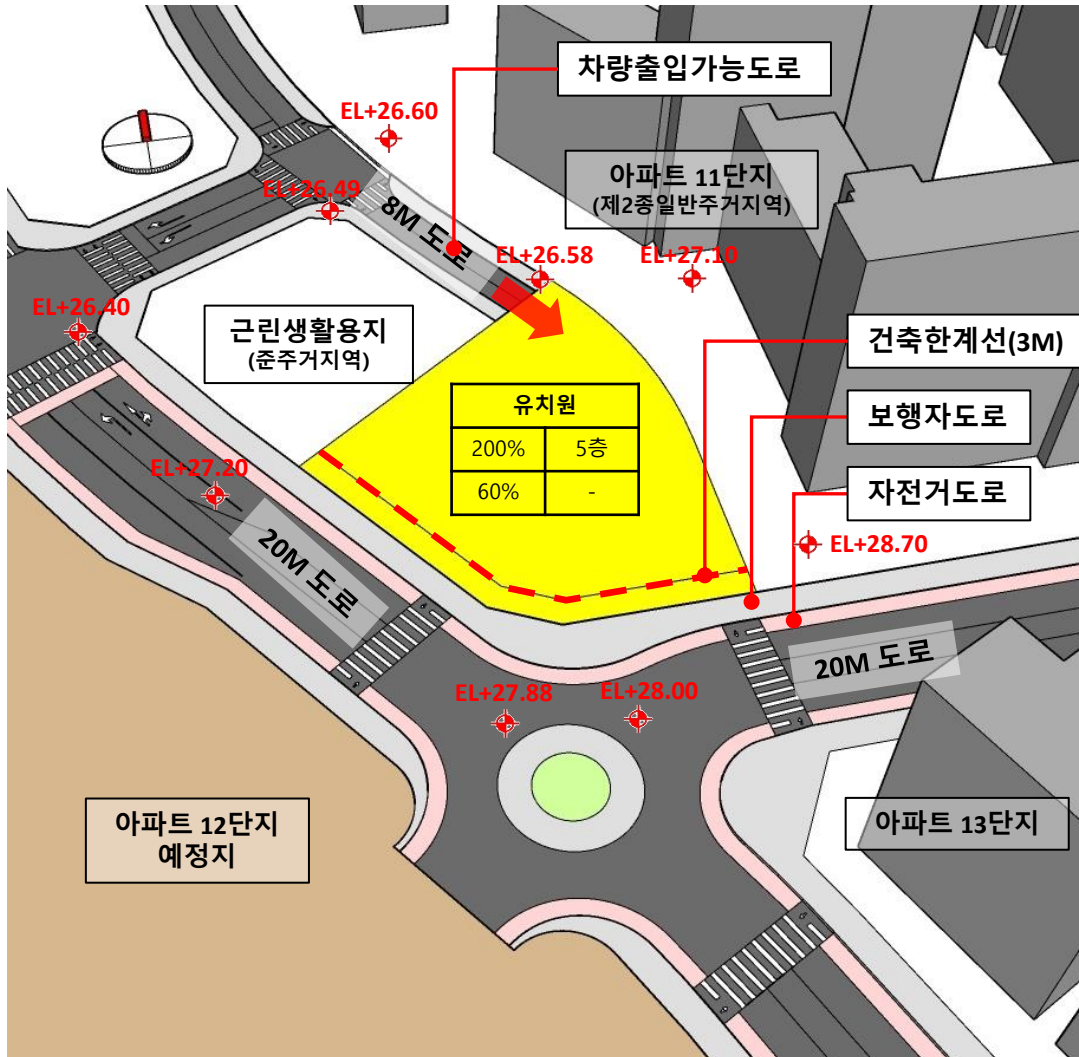 차량출입가능도로
EL+26.60
아파트 11단지
(제2종일반주거지역)
EL+26.49
8M 도로
EL+26.58
EL+27.10
EL+26.40
근린생활용지
(준주거지역)
건축한계선(3M)
유치원
200% 5층
60% -
보행자도로
EL+27.20
자전거도로
EL+28.70
20M 도로
20M 도로
EL+27.88
EL+28.00
아파트 12단지
예정지
아파트 13단지